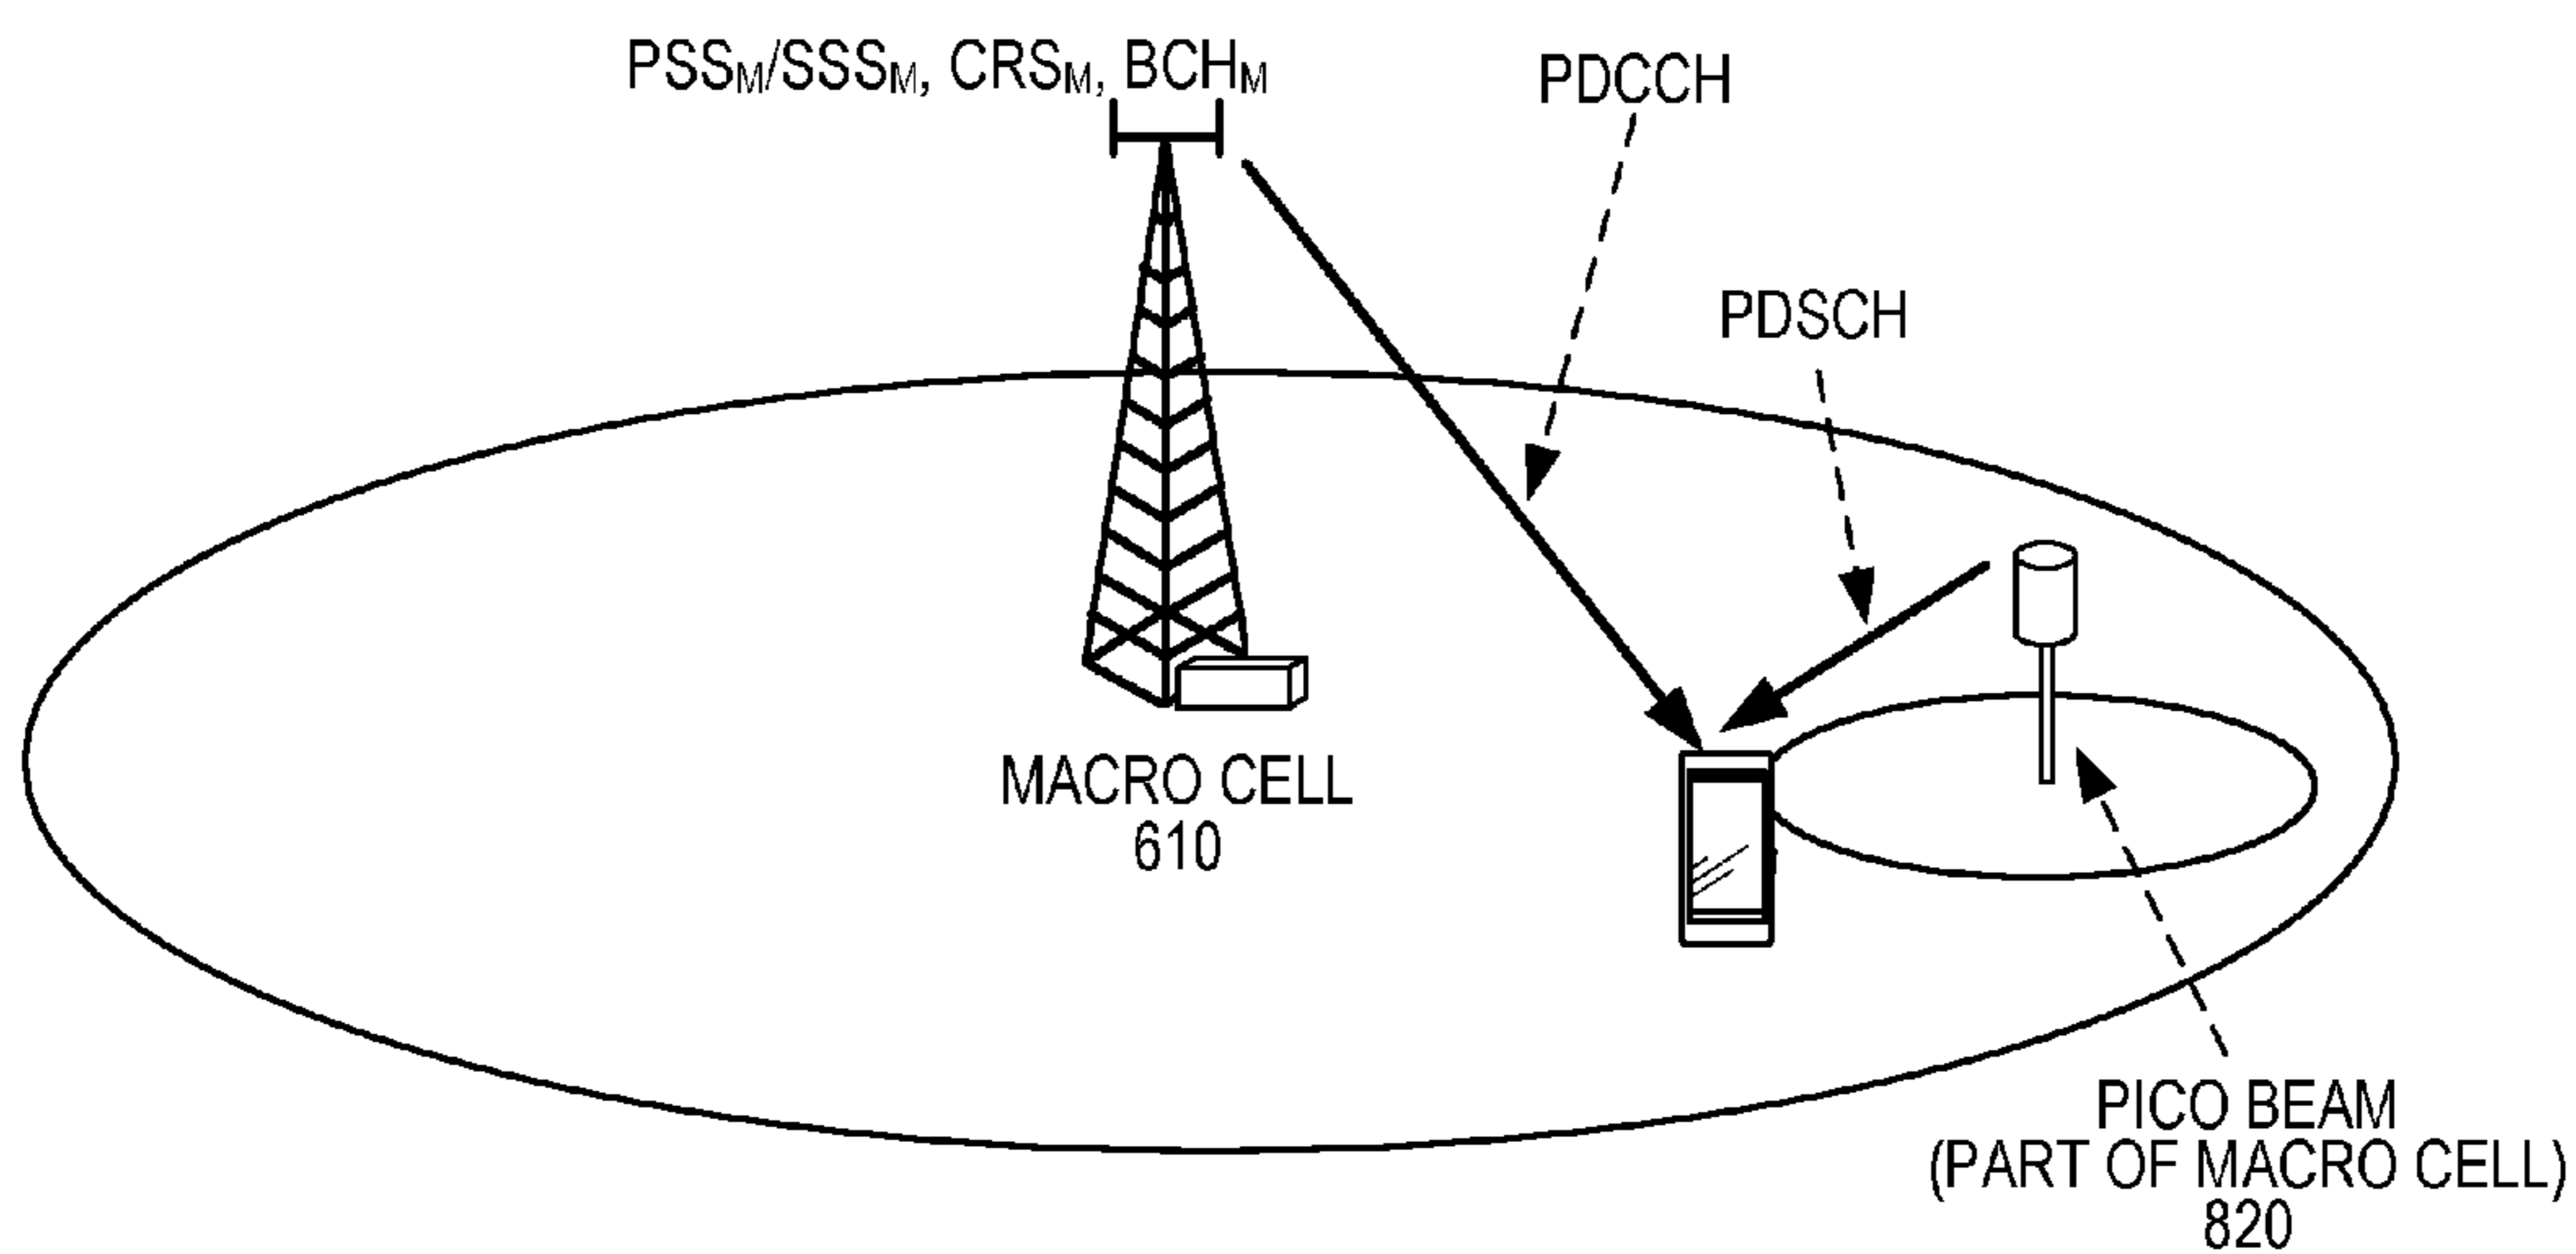 PSSM/SSSM, CRSM, BCHM
PDCCH
PDSCH
MACRO CELL
610
PICO BEAM
(PART OF MACRO CELL)
820